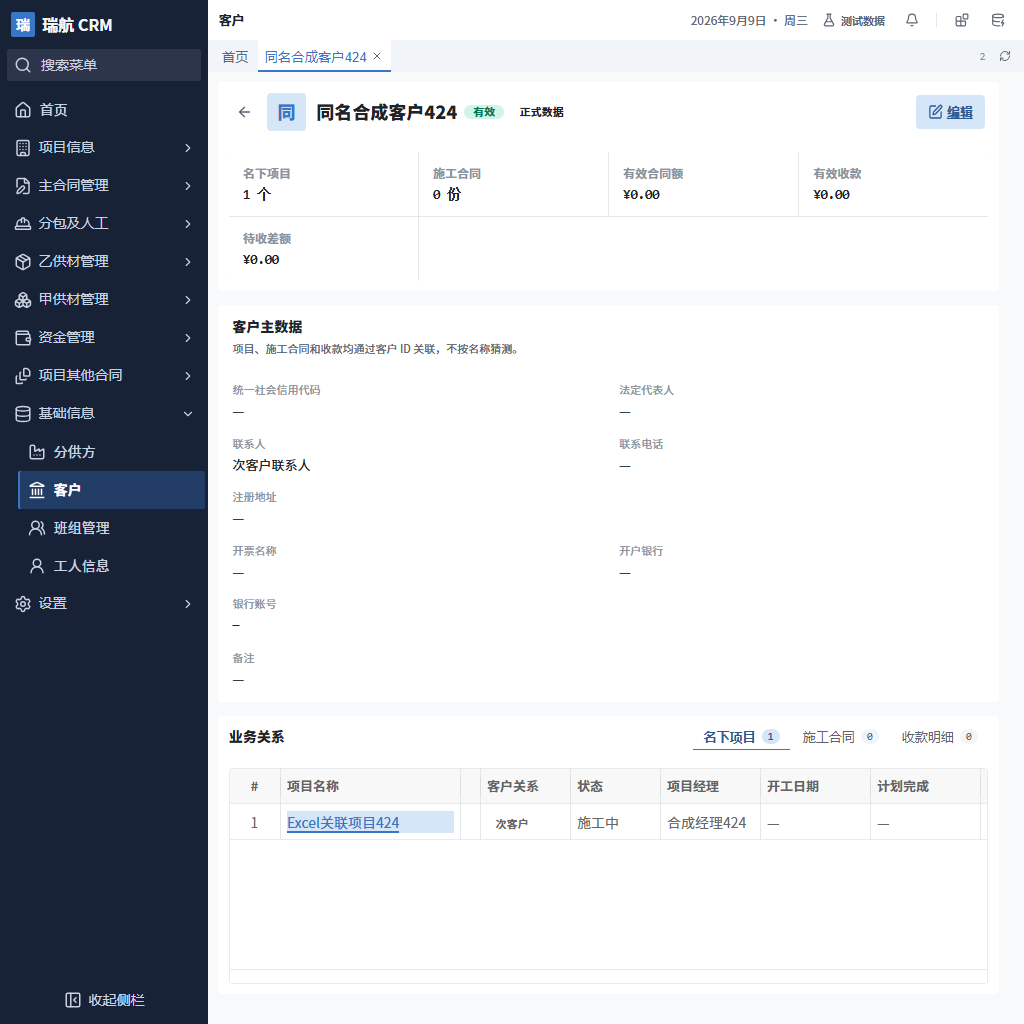 瑞 瑞航 CRM
搜索菜单
首页
项目信息
主合同管理
分包及人工
乙供材管理
甲供材管理
资金管理
项目其他合同
基础信息
分供方
客户
班组管理
工人信息
设置
收起侧栏
客户
2026年9月9日 • 周三 测试数据
首页 同名合成客户424 × 2
同 同名合成客户424 有效 正式数据 编辑
名下项目 施工合同 有效合同额 有效收款
1 个 0 份 ¥0.00 ¥0.00
待收差额
¥0.00
客户主数据
项目、施工合同和收款均通过客户 ID 关联，不按名称猜测。
统一社会信用代码 法定代表人
— —
联系人 联系电话
次客户联系人 —
注册地址
—
开票名称 开户银行
— —
银行账号
–
备注
—
业务关系 名下项目 1 施工合同 0 收款明细 0
# 项目名称 客户关系 状态 项目经理 开工日期 计划完成
1 Excel关联项目424 次客户 施工中 合成经理424 — —